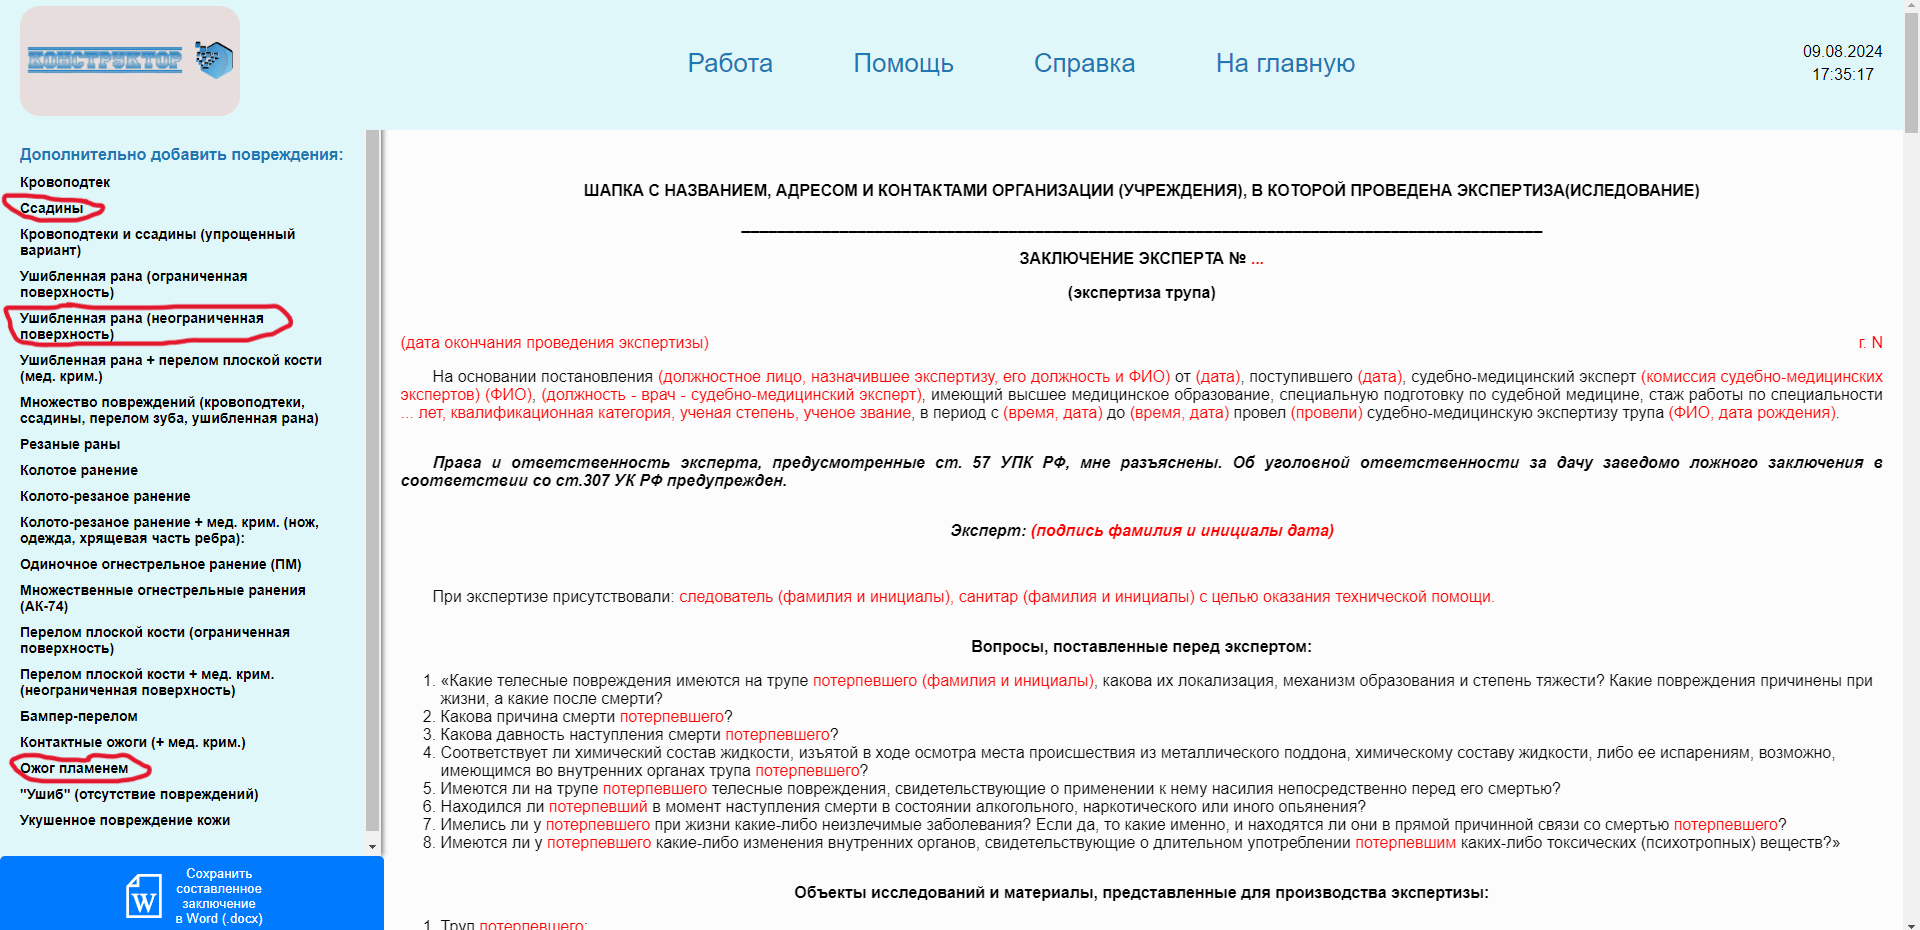 КОНСТРУКТОР
Работа Помощь Справка На главную
09.08.2024
17:35:17
Дополнительно добавить повреждения:
Кровоподтек
Ссадины
Кровоподтеки и ссадины (упрощенный
вариант)
Ушибленная рана (ограниченная
поверхность)
Ушибленная рана (неограниченная
поверхность)
Ушибленная рана + перелом плоской кости
(мед. крим.)
Множество повреждений (кровоподтеки,
ссадины, перелом зуба, ушибленная рана)
Резаные раны
Колотое ранение
Колото-резаное ранение
Колото-резаное ранение + мед. крим. (нож,
одежда, хрящевая часть ребра):
Одиночное огнестрельное ранение (ПМ)
Множественные огнестрельные ранения
(АК-74)
Перелом плоской кости (ограниченная
поверхность)
Перелом плоской кости + мед. крим.
(неограниченная поверхность)
Бампер-перелом
Контактные ожоги (+ мед. крим.)
Ожог пламенем
"Ушиб" (отсутствие повреждений)
Укушенное повреждение кожи
Сохранить
составленное
заключение
в Word (.docx)
ШАПКА С НАЗВАНИЕМ, АДРЕСОМ И КОНТАКТАМИ ОРГАНИЗАЦИИ (УЧРЕЖДЕНИЯ), В КОТОРОЙ ПРОВЕДЕНА ЭКСПЕРТИЗА(ИСЛЕДОВАНИЕ)
ЗАКЛЮЧЕНИЕ ЭКСПЕРТА № ...
(экспертиза трупа)
(дата окончания проведения экспертизы) г. N
На основании постановления (должностное лицо, назначившее экспертизу, его должность и ФИО) от (дата), поступившего (дата), судебно-медицинский эксперт (комиссия судебно-медицинских
экспертов) (ФИО), (должность - врач - судебно-медицинский эксперт), имеющий высшее медицинское образование, специальную подготовку по судебной медицине, стаж работы по специальности
... лет, квалификационная категория, ученая степень, ученое звание, в период с (время, дата) до (время, дата) провел (провели) судебно-медицинскую экспертизу трупа (ФИО, дата рождения).
Права и ответственность эксперта, предусмотренные ст. 57 УПК РФ, мне разъяснены. Об уголовной ответственности за дачу заведомо ложного заключения в
соответствии со ст.307 УК РФ предупрежден.
Эксперт: (подпись фамилия и инициалы дата)
При экспертизе присутствовали: следователь (фамилия и инициалы), санитар (фамилия и инициалы) с целью оказания технической помощи.
Вопросы, поставленные перед экспертом:
1. «Какие телесные повреждения имеются на трупе потерпевшего (фамилия и инициалы), какова их локализация, механизм образования и степень тяжести? Какие повреждения причинены при
жизни, а какие после смерти?
2. Какова причина смерти потерпевшего?
3. Какова давность наступления смерти потерпевшего?
4. Соответствует ли химический состав жидкости, изъятой в ходе осмотра места происшествия из металлического поддона, химическому составу жидкости, либо ее испарениям, возможно,
имеющимся во внутренних органах трупа потерпевшего?
5. Имеются ли на трупе потерпевшего телесные повреждения, свидетельствующие о применении к нему насилия непосредственно перед его смертью?
6. Находился ли потерпевший в момент наступления смерти в состоянии алкогольного, наркотического или иного опьянения?
7. Имелись ли у потерпевшего при жизни какие-либо неизлечимые заболевания? Если да, то какие именно, и находятся ли они в прямой причинной связи со смертью потерпевшего?
8. Имеются ли у потерпевшего какие-либо изменения внутренних органов, свидетельствующие о длительном употреблении потерпевшим каких-либо токсических (психотропных) веществ?»
Объекты исследований и материалы, представленные для производства экспертизы:
1. Труп потерпевшего;